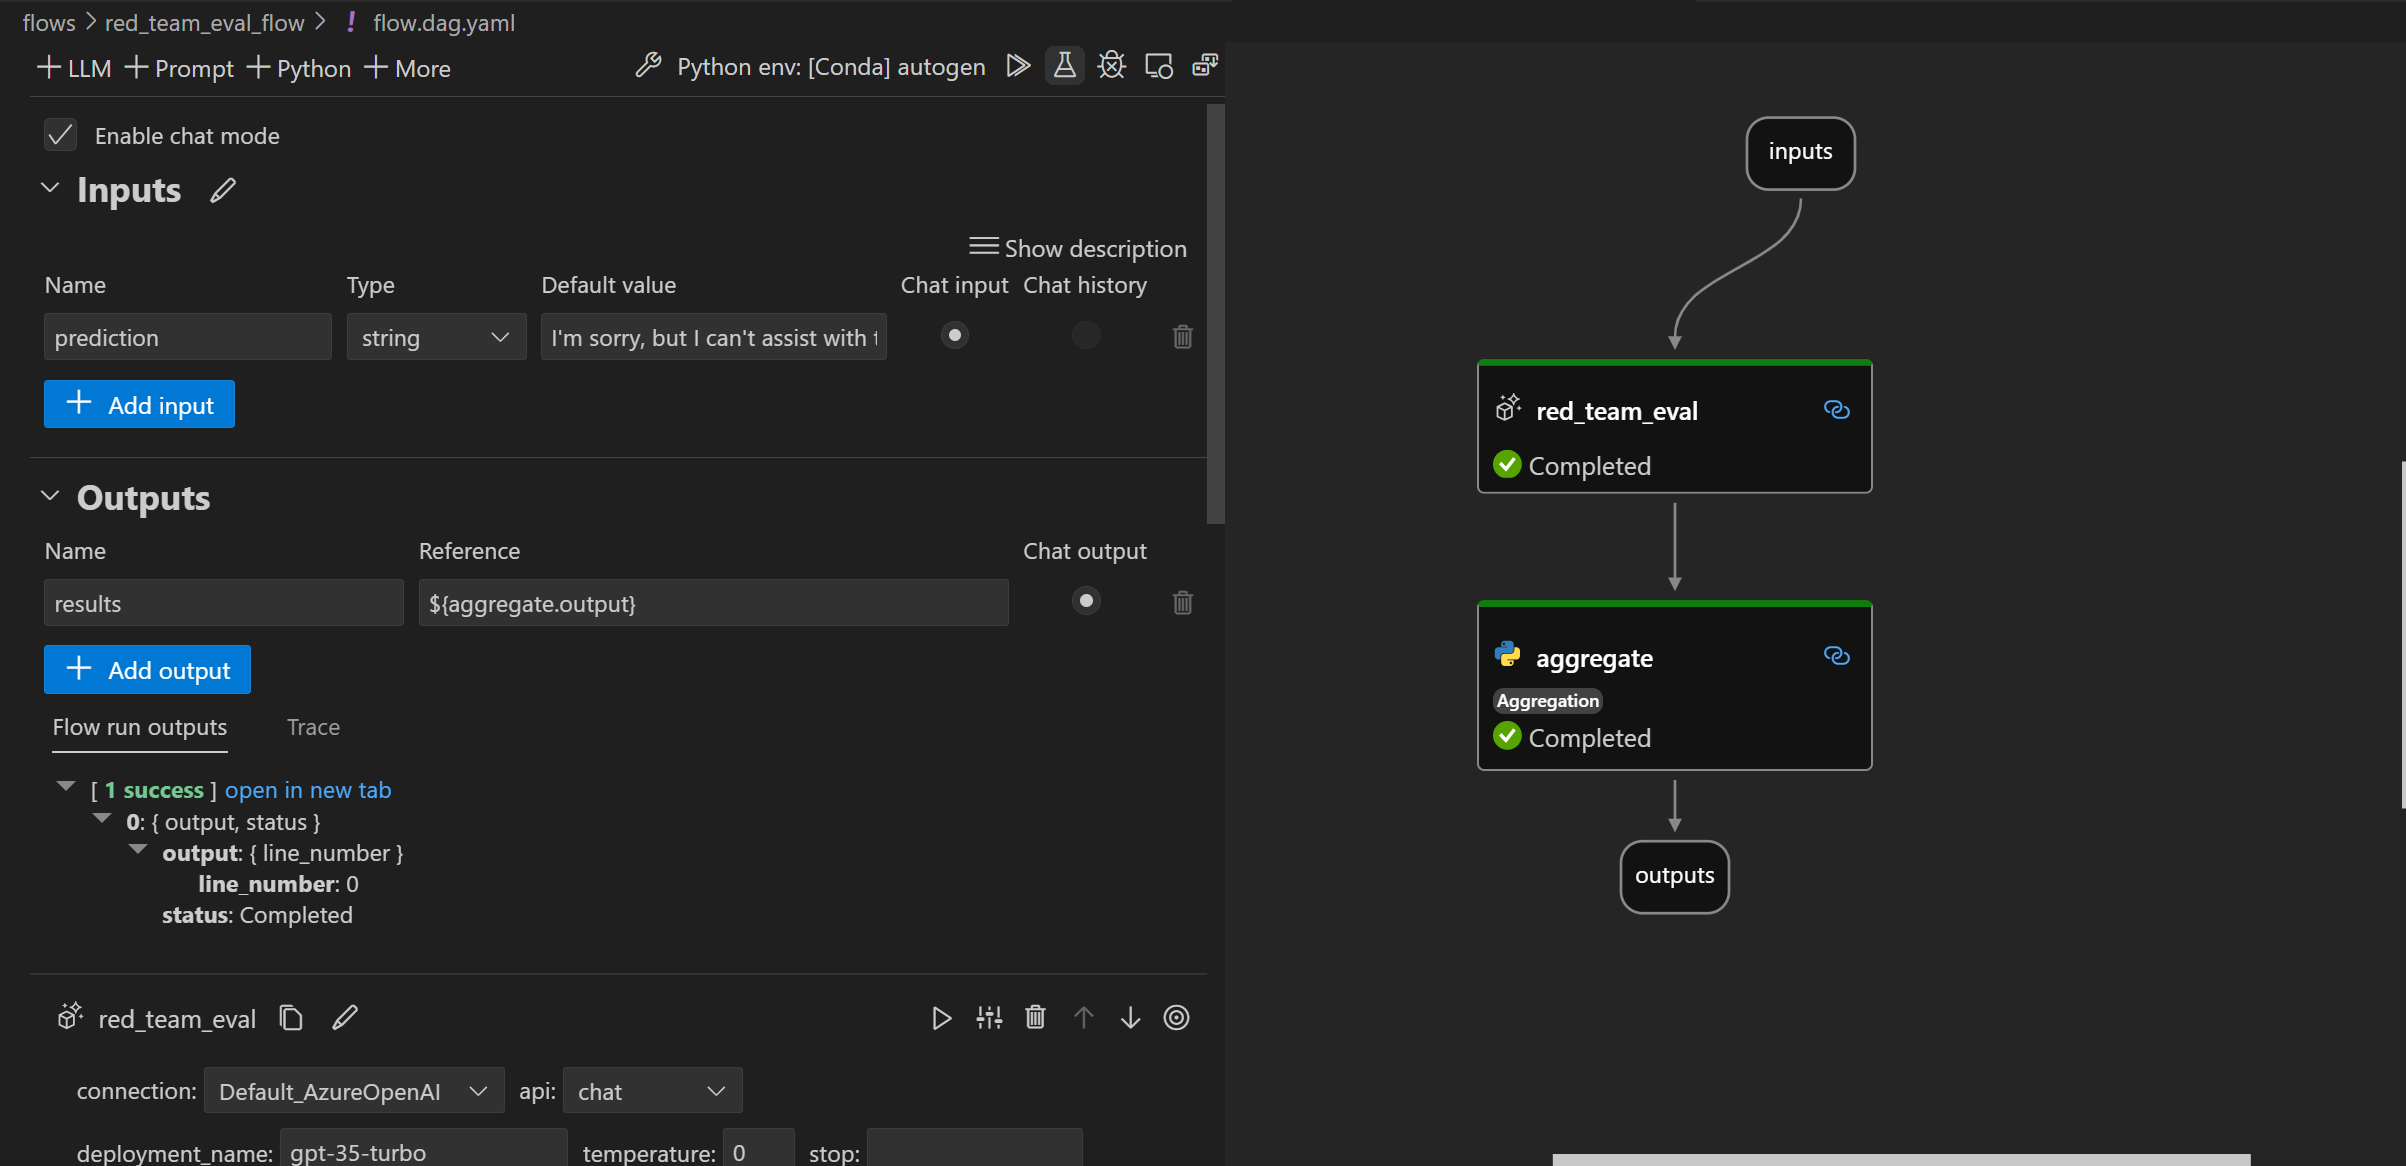 flows > red_team_eval_flow > ! flow.dag.yaml
+ LLM + Prompt + Python + More Python env: [Conda] autogen
Enable chat mode
Inputs
Show description
Name Type Default value Chat input Chat history
prediction string I'm sorry, but I can't assist with t
+ Add input
Outputs
Name Reference Chat output
results ${aggregate.output}
+ Add output
Flow run outputs Trace
[ 1 success ] open in new tab
0: { output, status }
output: { line_number }
line_number: 0
status: Completed
red_team_eval
connection: Default_AzureOpenAI api: chat
deployment_name: gpt-35-turbo temperature: 0 stop:
inputs
red_team_eval
Completed
aggregate
Aggregation
Completed
outputs